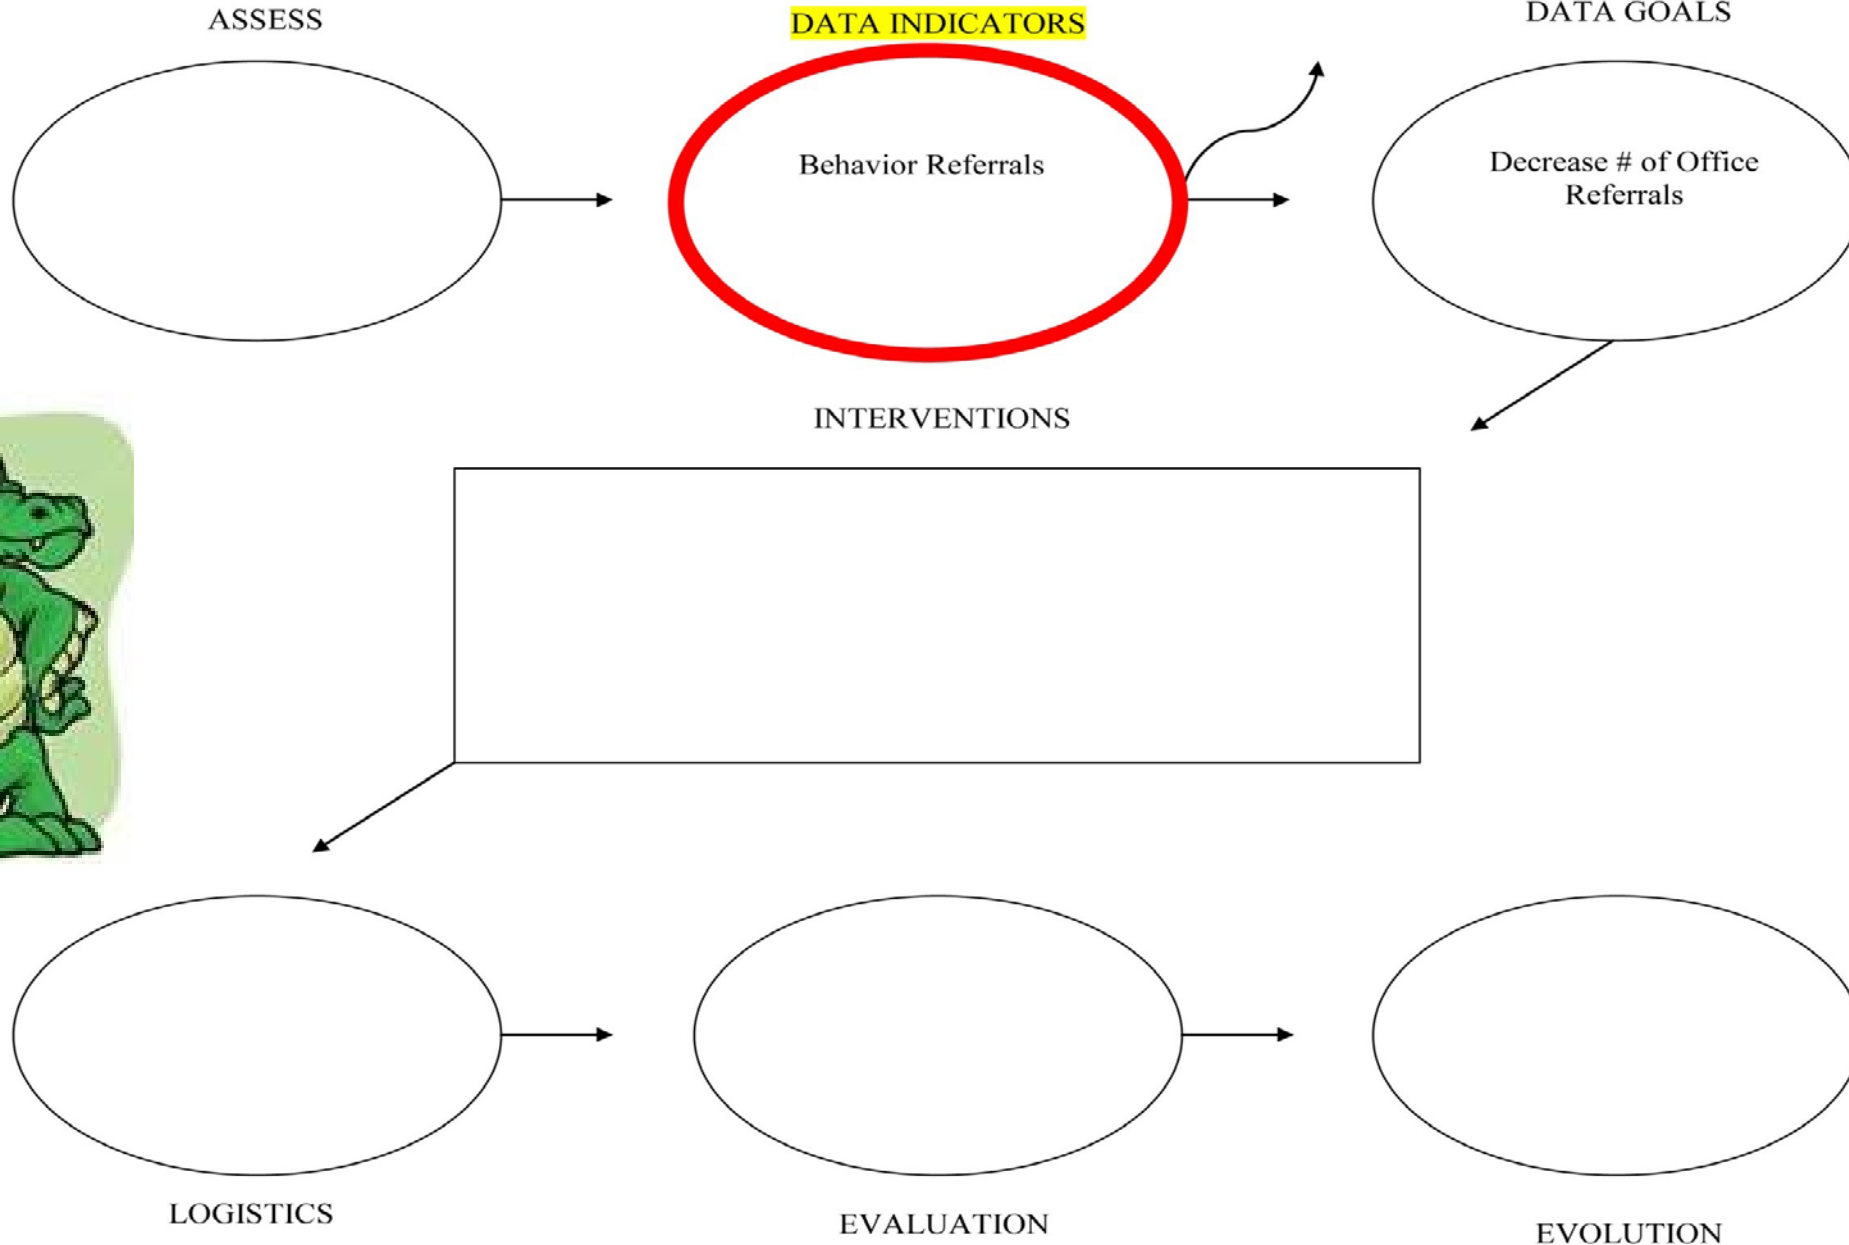 ASSESS
DATA INDICATORS
DATA GOALS
Behavior Referrals
Decrease # of Office
Referrals
INTERVENTIONS
LOGISTICS
EVALUATION
EVOLUTION